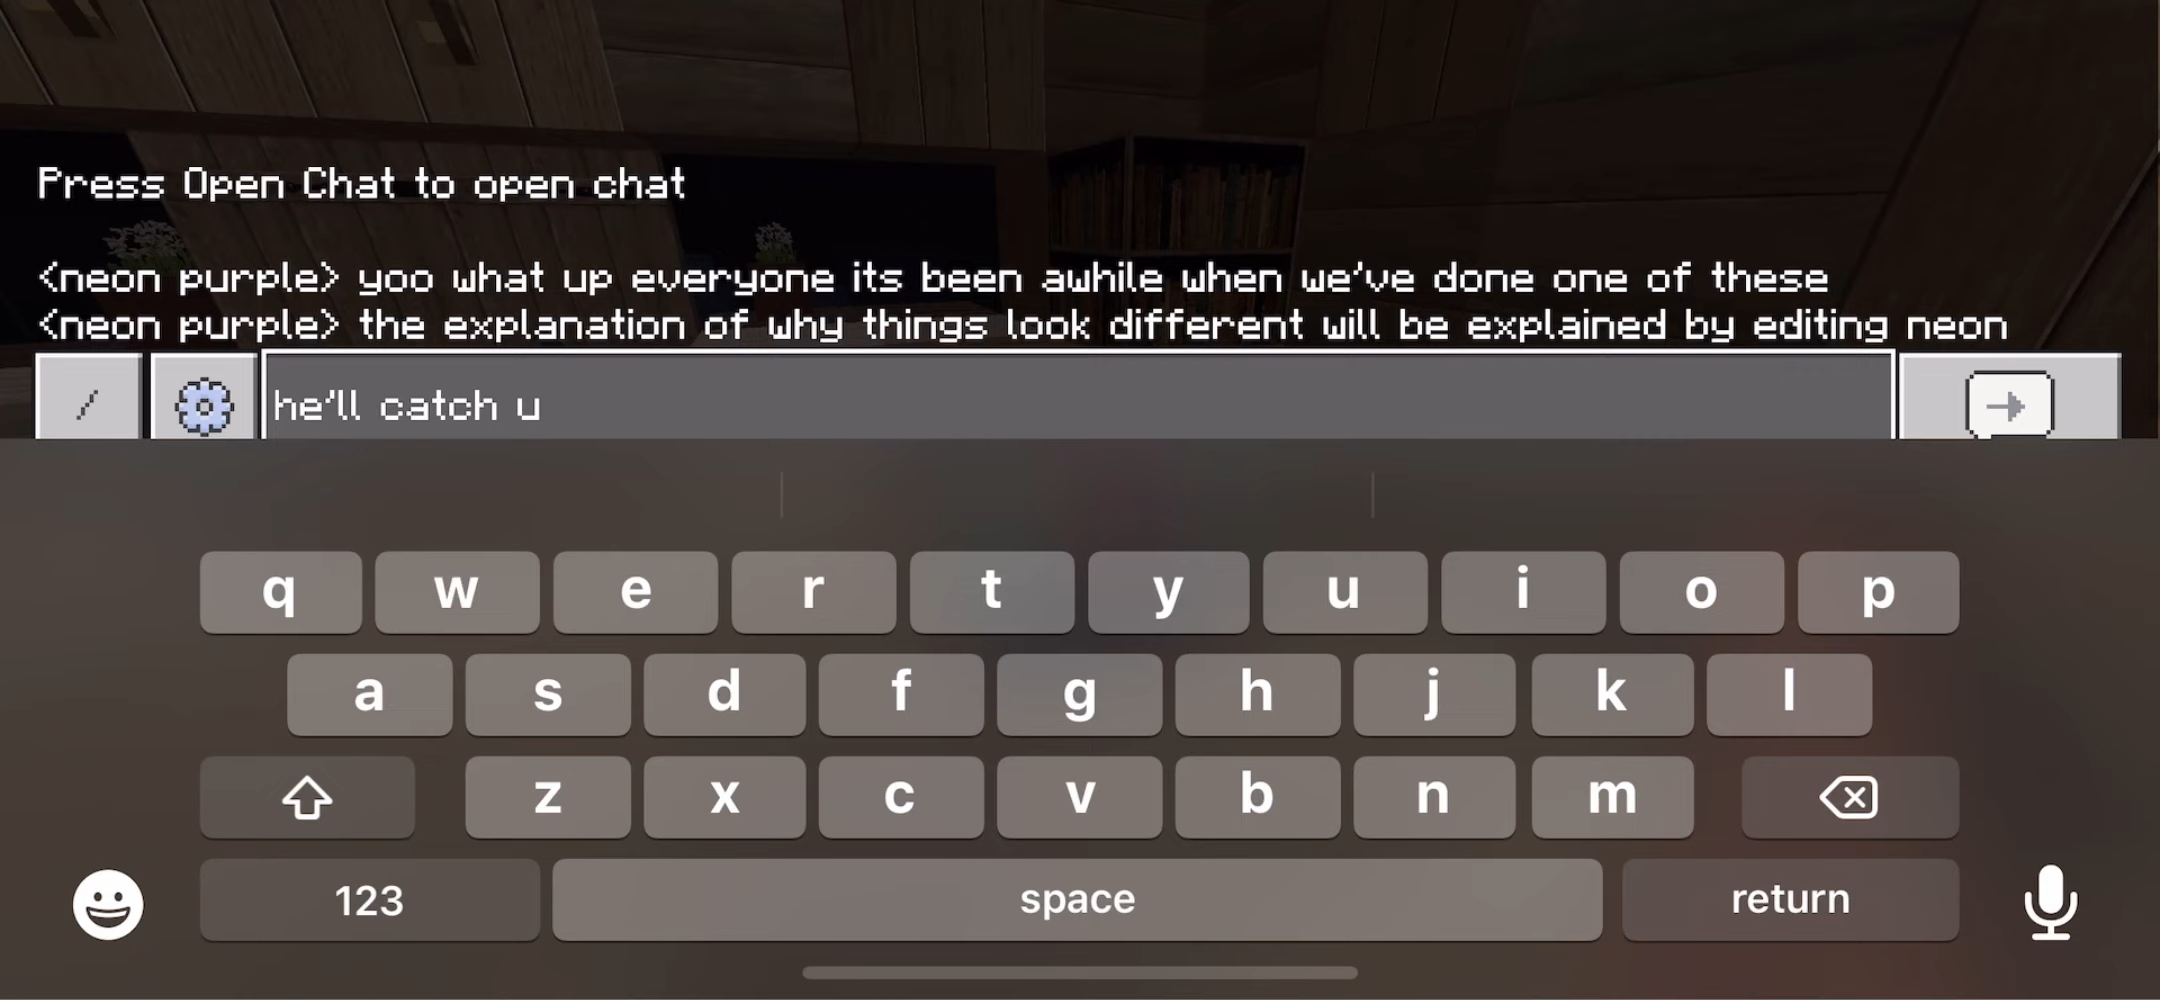 Press Open Chat to open chat
<neon purple> yoo what up everyone its been awhile when we've done one of these
<neon purple> the explanation of why things look different will be explained by editing neon
/
he'll catch u
q w e r t y u i o p
a s d f g h j k l
z x c v b n m
123 space return